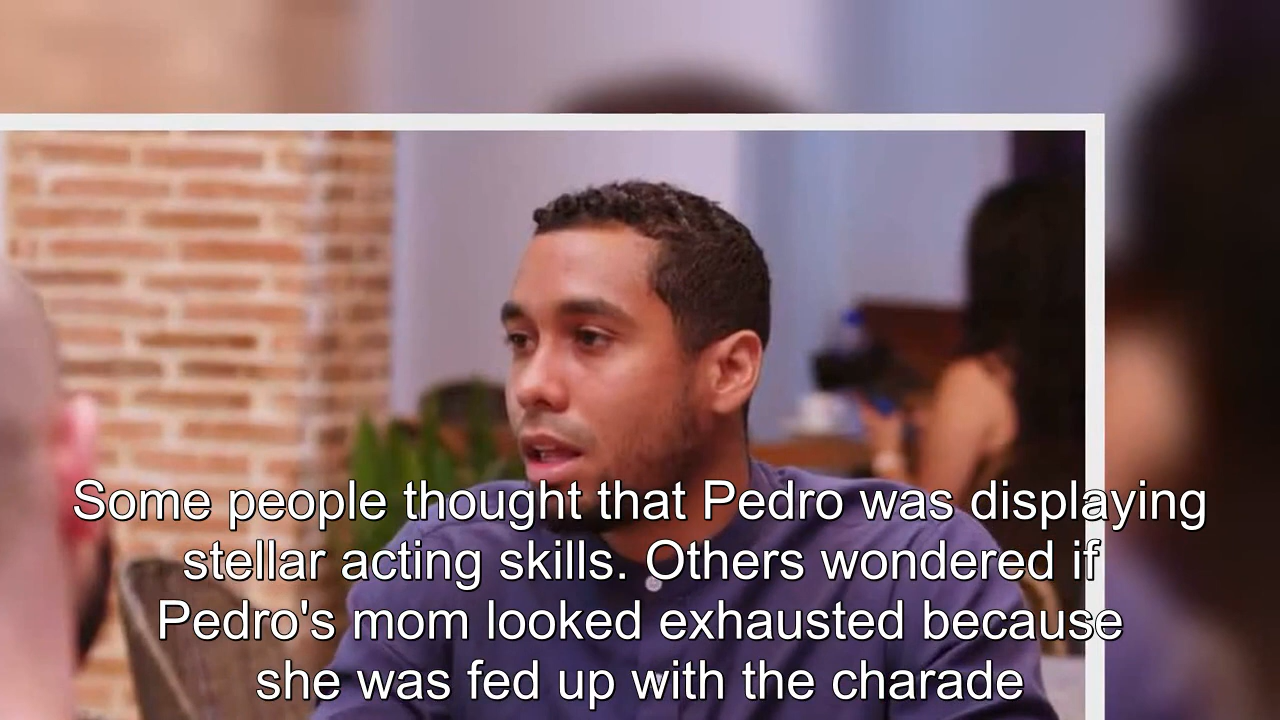 Some people thought that Pedro was displaying
stellar acting skills. Others wondered if
Pedro's mom looked exhausted because
she was fed up with the charade